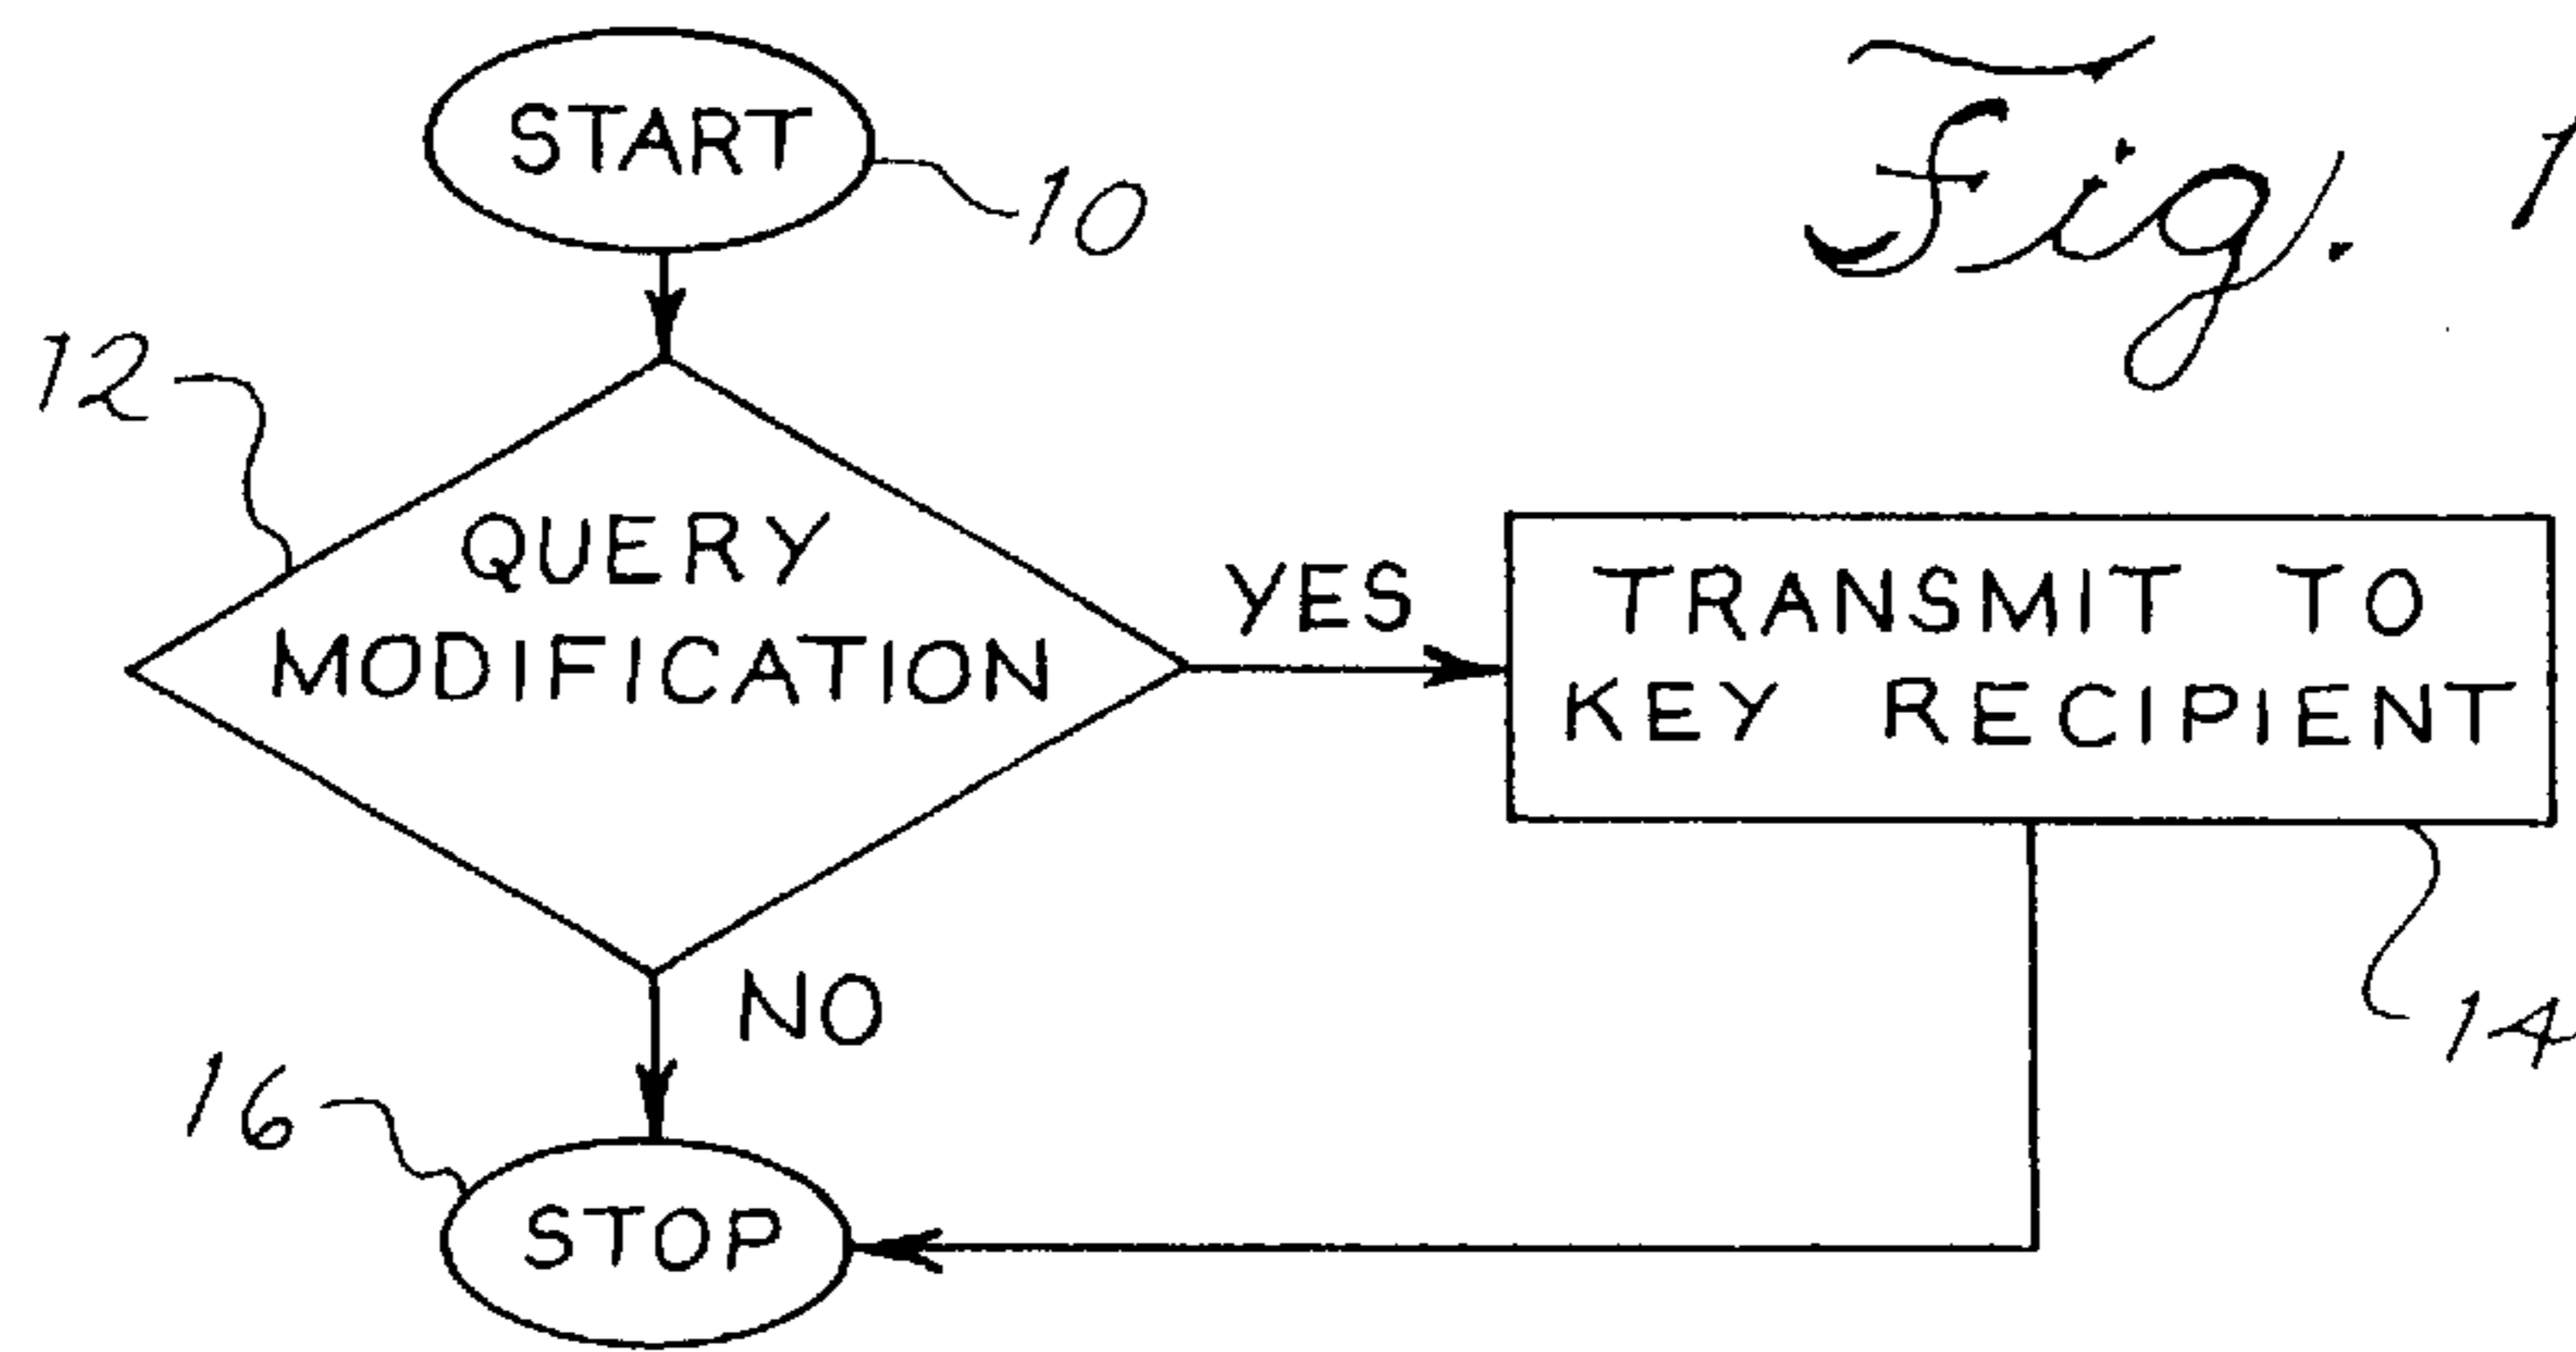 START
10
Fig. 1
12
QUERY
MODIFICATION
YES
TRANSMIT TO
KEY RECIPIENT
NO
14
16
STOP